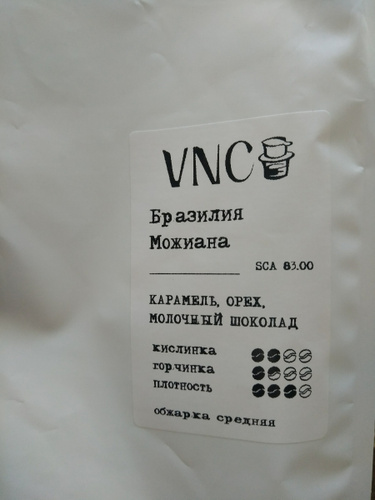 VNC
Бразилия
Можиана
SCA 83.00
КАРАМЕЛЬ, ОРЕХ,
МОЛОЧНЫЙ ШОКОЛАД
кислинка
горчинка
плотность
обжарка средняя